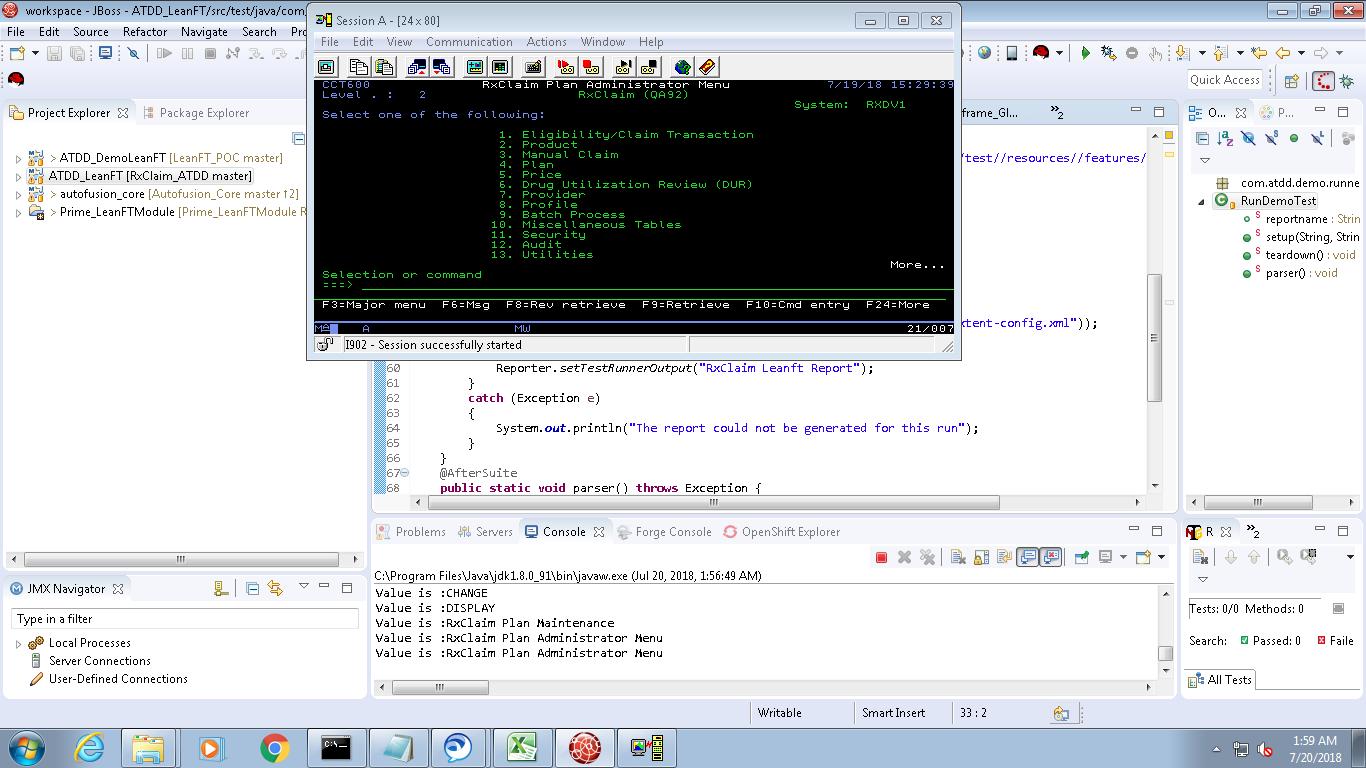 workspace - JBoss - ATDD_LeanFT/src/test/java/com
File Edit Source Refactor Navigate Search
Session A - [24 x 80]
File Edit View Communication Actions Window Help
CCT600 RxClaim Plan Administrator Menu 7/19/18 15:29:39
Level . : 2 RxClaim (QA92)
System: RXDV1
Select one of the following:
1. Eligibility/Claim Transaction
2. Product
3. Manual Claim
4. Plan
5. Price
6. Drug Utilization Review (DUR)
7. Provider
8. Profile
9. Batch Process
10. Miscellaneous Tables
11. Security
12. Audit
13. Utilities
More...
Selection or command
===>
F3=Major menu F6=Msg F8=Rev retrieve F9=Retrieve F10=Cmd entry F24=More
A MW 21/007
I902 - Session successfully started
Quick Access
Project Explorer Package Explorer
> ATDD_DemoLeanFT [LeanFT_POC master]
ATDD_LeanFT [RxClaim_ATDD master]
> autofusion_core [Autofusion_Core master ↑2]
> Prime_LeanFTModule [Prime_LeanFTModule R
frame_Gl... »2
/test//resources//features/
xtent-config.xml"));
60 Reporter.setTestRunnerOutput("RxClaim Leanft Report");
61 }
62 catch (Exception e)
63 {
64 System.out.println("The report could not be generated for this run");
65 }
66 }
67 @AfterSuite
68 public static void parser() throws Exception {
O... P...
com.atdd.demo.runne
RunDemoTest
reportname : Strin
setup(String, Strin
teardown() : void
parser() : void
Problems Servers Console Forge Console OpenShift Explorer
C:\Program Files\Java\jdk1.8.0_91\bin\javaw.exe (Jul 20, 2018, 1:56:49 AM)
Value is :CHANGE
Value is :DISPLAY
Value is :RxClaim Plan Maintenance
Value is :RxClaim Plan Administrator Menu
Value is :RxClaim Plan Administrator Menu
JMX Navigator
Type in a filter
Local Processes
Server Connections
User-Defined Connections
R »2
Tests: 0/0 Methods: 0
Search: Passed: 0 Faile
All Tests
Writable Smart Insert 33 : 2
1:59 AM
7/20/2018